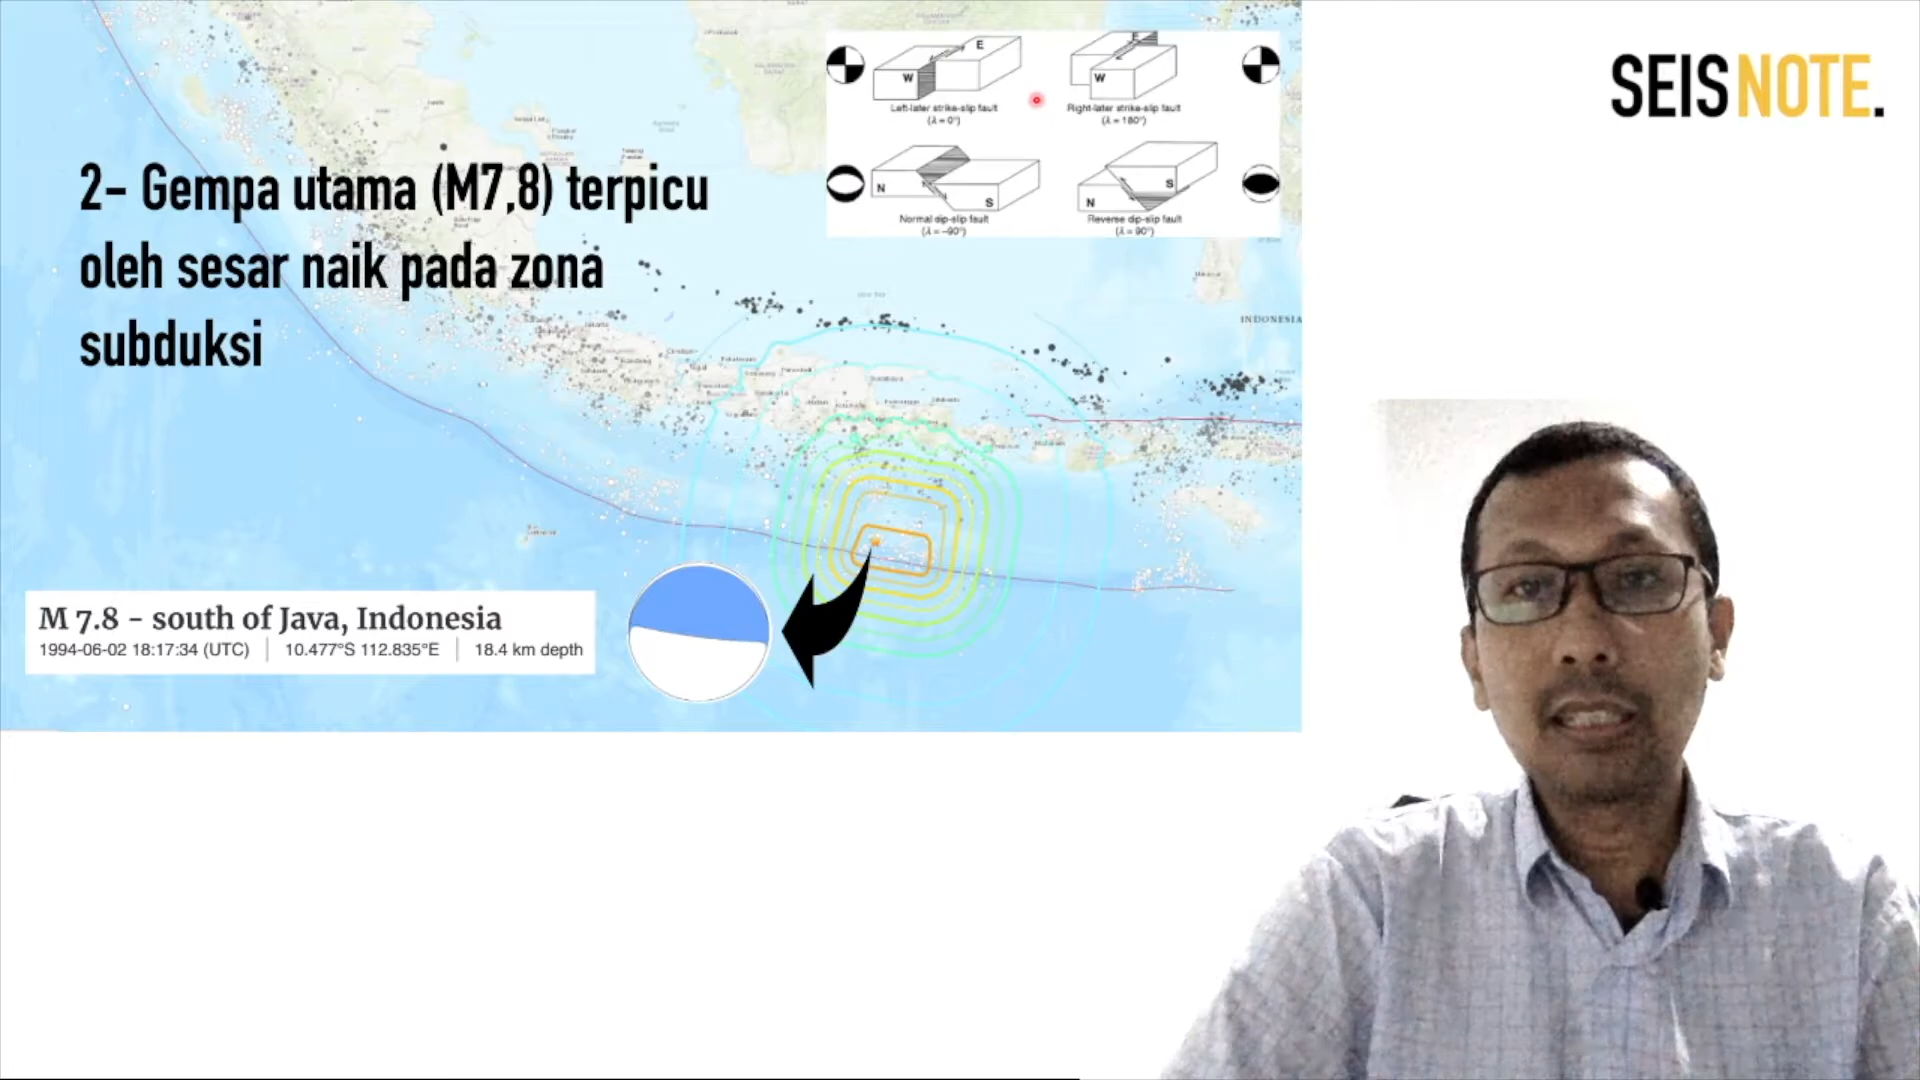 SEISNOTE.
2- Gempa utama (M7,8) terpicu
oleh sesar naik pada zona
subduksi
E
W
Left-later strike-slip fault
(λ = 0°)
E
W
Right-later strike-slip fault
(λ = 180°)
N
S
Normal dip-slip fault
(λ = -90°)
S
N
Reverse dip-slip fault
(λ = 90°)
INDONESIA
M 7.8 - south of Java, Indonesia
1994-06-02 18:17:34 (UTC)
10.477°S 112.835°E
18.4 km depth